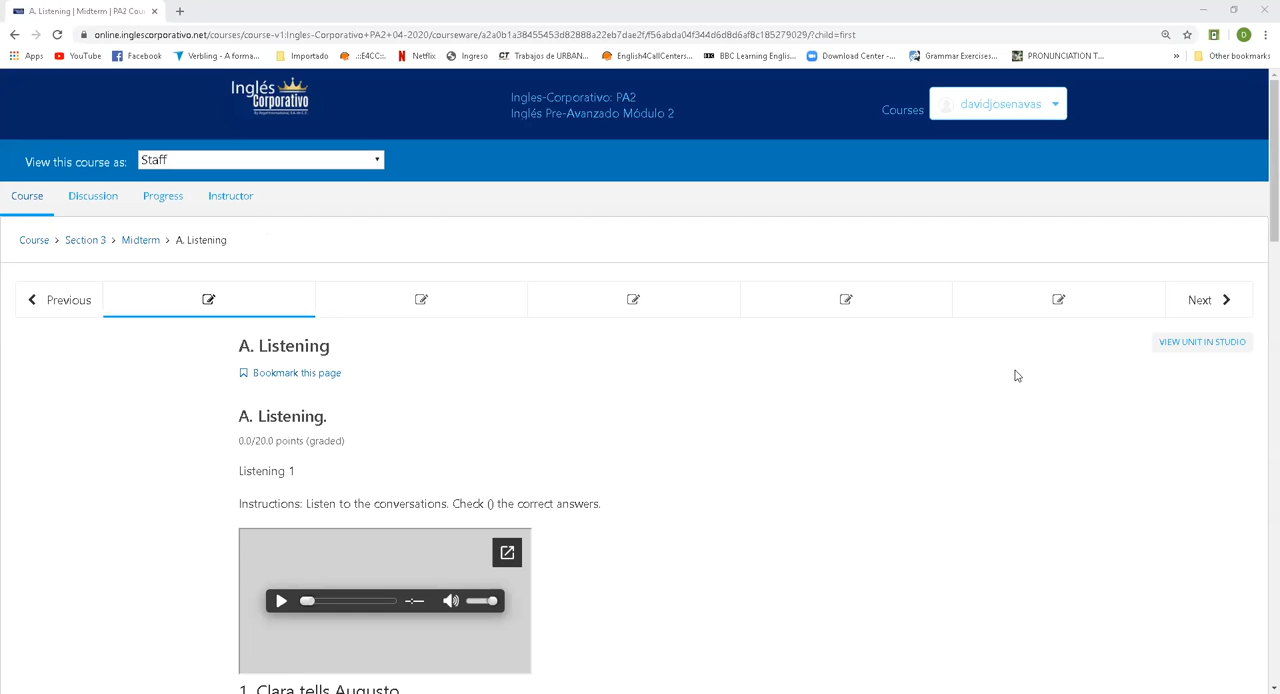 A. Listening | Midterm | PA2 Cou
online.inglescorporativo.net/courses/course-v1:Ingles-Corporativo+PA2+04-2020/courseware/a2a0b1a38455453d82888a22eb7dae2f/f56abda04f344d6d8d6af8c185279029/?child=first
D
Apps YouTube Facebook Verbling - A forma... Importado .::E4CC:.. Netflix Ingreso Trabajos de URBAN... English4CallCenters... BBC Learning Englis... Download Center -... Grammar Exercises... PRONUNCIATION T... » Other bookmarks
Inglés
Corporativo
Ingles-Corporativo: PA2
Inglés Pre-Avanzado Módulo 2
Courses davidjosenavas
View this course as: Staff
Course Discussion Progress Instructor
Course > Section 3 > Midterm > A. Listening
Previous Next
A. Listening
VIEW UNIT IN STUDIO
Bookmark this page
A. Listening.
0.0/20.0 points (graded)
Listening 1
Instructions: Listen to the conversations. Check () the correct answers.
--:--
1. Clara tells Augusto